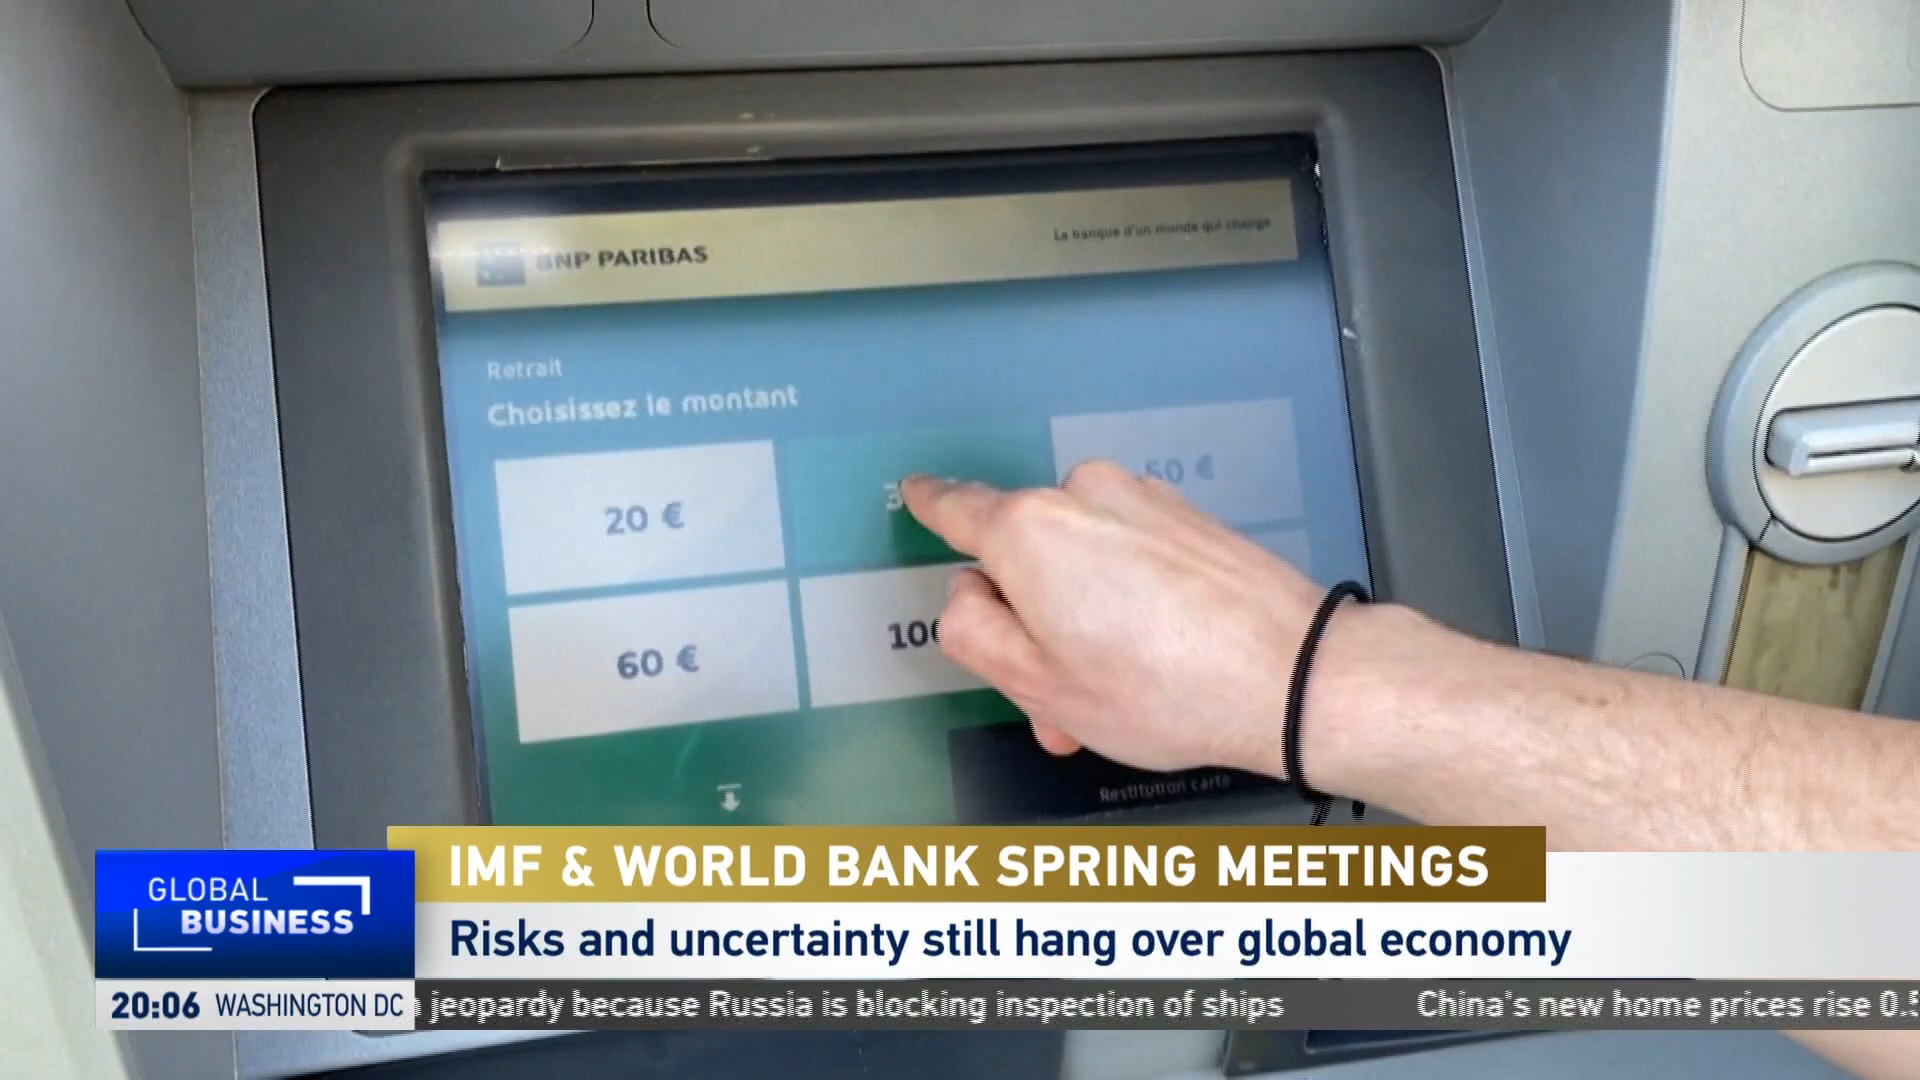 BNP PARIBAS
La banque d'un monde qui change
Retrait
Choisissez le montant
20 €
50 €
60 €
Restitution carte
IMF & WORLD BANK SPRING MEETINGS
GLOBAL
BUSINESS
Risks and uncertainty still hang over global economy
20:06 WASHINGTON DC
jeopardy because Russia is blocking inspection of ships
China's new home prices rise